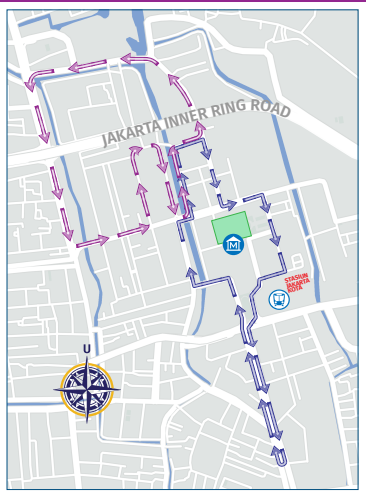 JAKARTA INNER RING ROAD
M
STASIUN
JAKARTA
KOTA
U